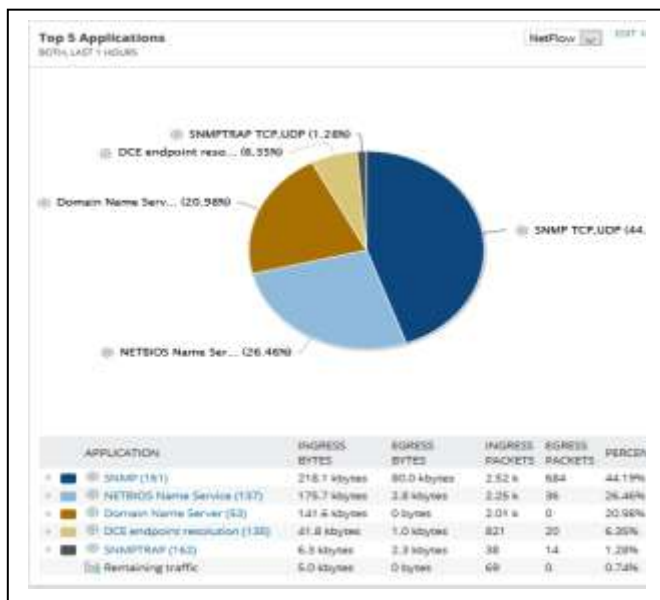 Top 5 Applications
BOTH, LAST 1 HOURS
NetFlow
EDIT
SNMPTRAP TCP,UDP (1.28%)
DCE endpoint reso... (6.35%)
Domain Name Serv... (20.98%)
SNMP TCP,UDP (44.
NETBIOS Name Ser... (26.46%)
APPLICATION INGRESS BYTES EGRESS BYTES INGRESS PACKETS EGRESS PACKETS PERCEN
SNMP (161) 218.1 kbytes 80.0 kbytes 2.52 k 684 44.19%
NETBIOS Name Service (137) 175.7 kbytes 2.8 kbytes 2.25 k 36 26.46%
Domain Name Server (53) 141.6 kbytes 0 bytes 2.01 k 0 20.98%
DCE endpoint resolution (135) 41.8 kbytes 1.0 kbytes 821 20 6.35%
SNMPTRAP (162) 6.3 kbytes 2.3 kbytes 38 14 1.28%
Remaining traffic 5.0 kbytes 0 bytes 69 0 0.74%